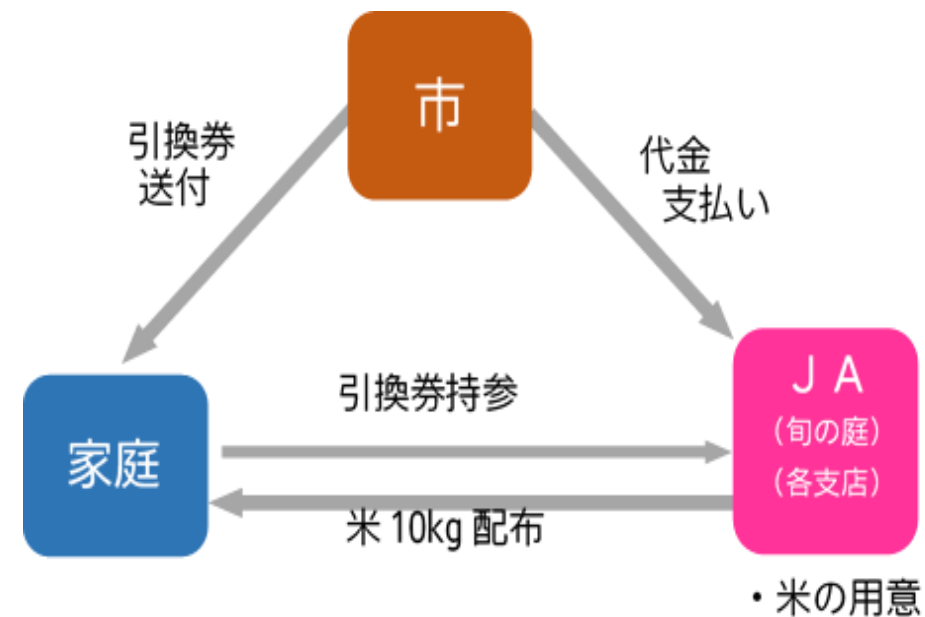 市
引換券
送付
代金
支払い
引換券持参
家庭
ＪＡ
（旬の庭）
（各支店）
米 10kg 配布
・米の用意